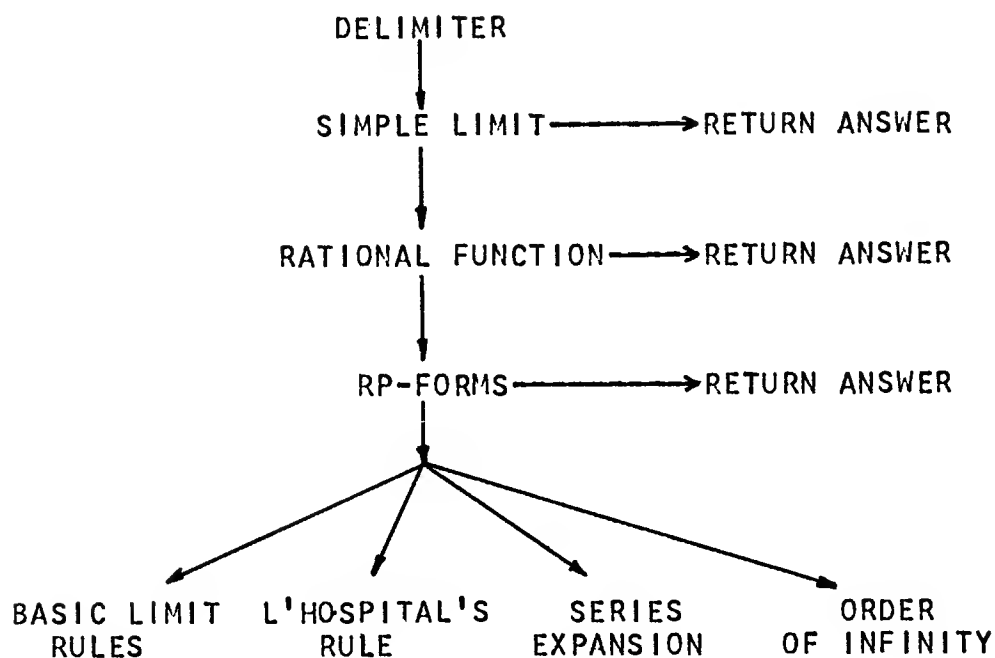 DELIMITER
SIMPLE LIMIT RETURN ANSWER
RATIONAL FUNCTION RETURN ANSWER
RP-FORMS RETURN ANSWER
BASIC LIMIT RULES
L'HOSPITAL'S RULE
SERIES EXPANSION
ORDER OF INFINITY